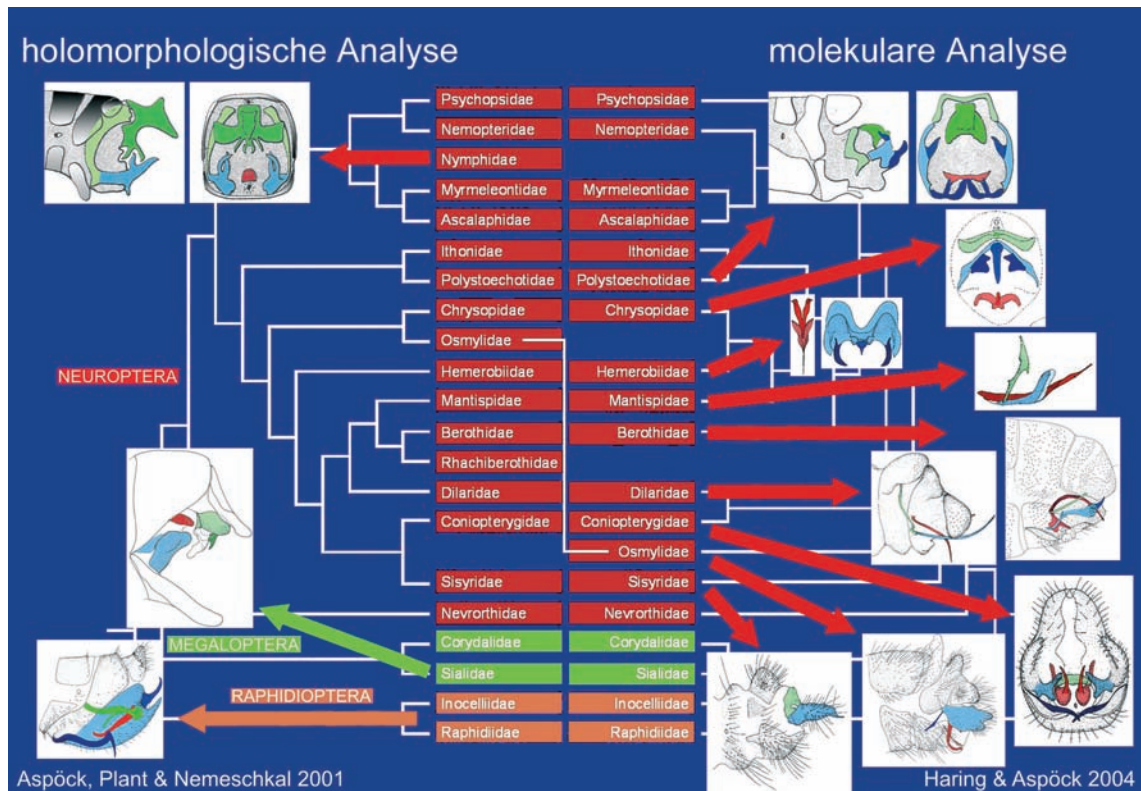 holomorphologische Analyse
molekulare Analyse
Psychopsidae Psychopsidae
Nemopteridae Nemopteridae
Nymphidae
Myrmeleontidae Myrmeleontidae
Ascalaphidae Ascalaphidae
Ithonidae Ithonidae
Polystoechotidae Polystoechotidae
Chrysopidae Chrysopidae
Osmylidae
NEUROPTERA
Hemerobiidae Hemerobiidae
Mantispidae Mantispidae
Berothidae Berothidae
Rhachiberothidae
Dilaridae Dilaridae
Coniopterygidae Coniopterygidae
Osmylidae
Sisyridae Sisyridae
Nevrorthidae Nevrorthidae
MEGALOPTERA
Corydalidae Corydalidae
Sialidae Sialidae
RAPHIDIOPTERA
Inocelliidae Inocelliidae
Raphidiidae Raphidiidae
Aspöck, Plant & Nemeschkal 2001
Haring & Aspöck 2004